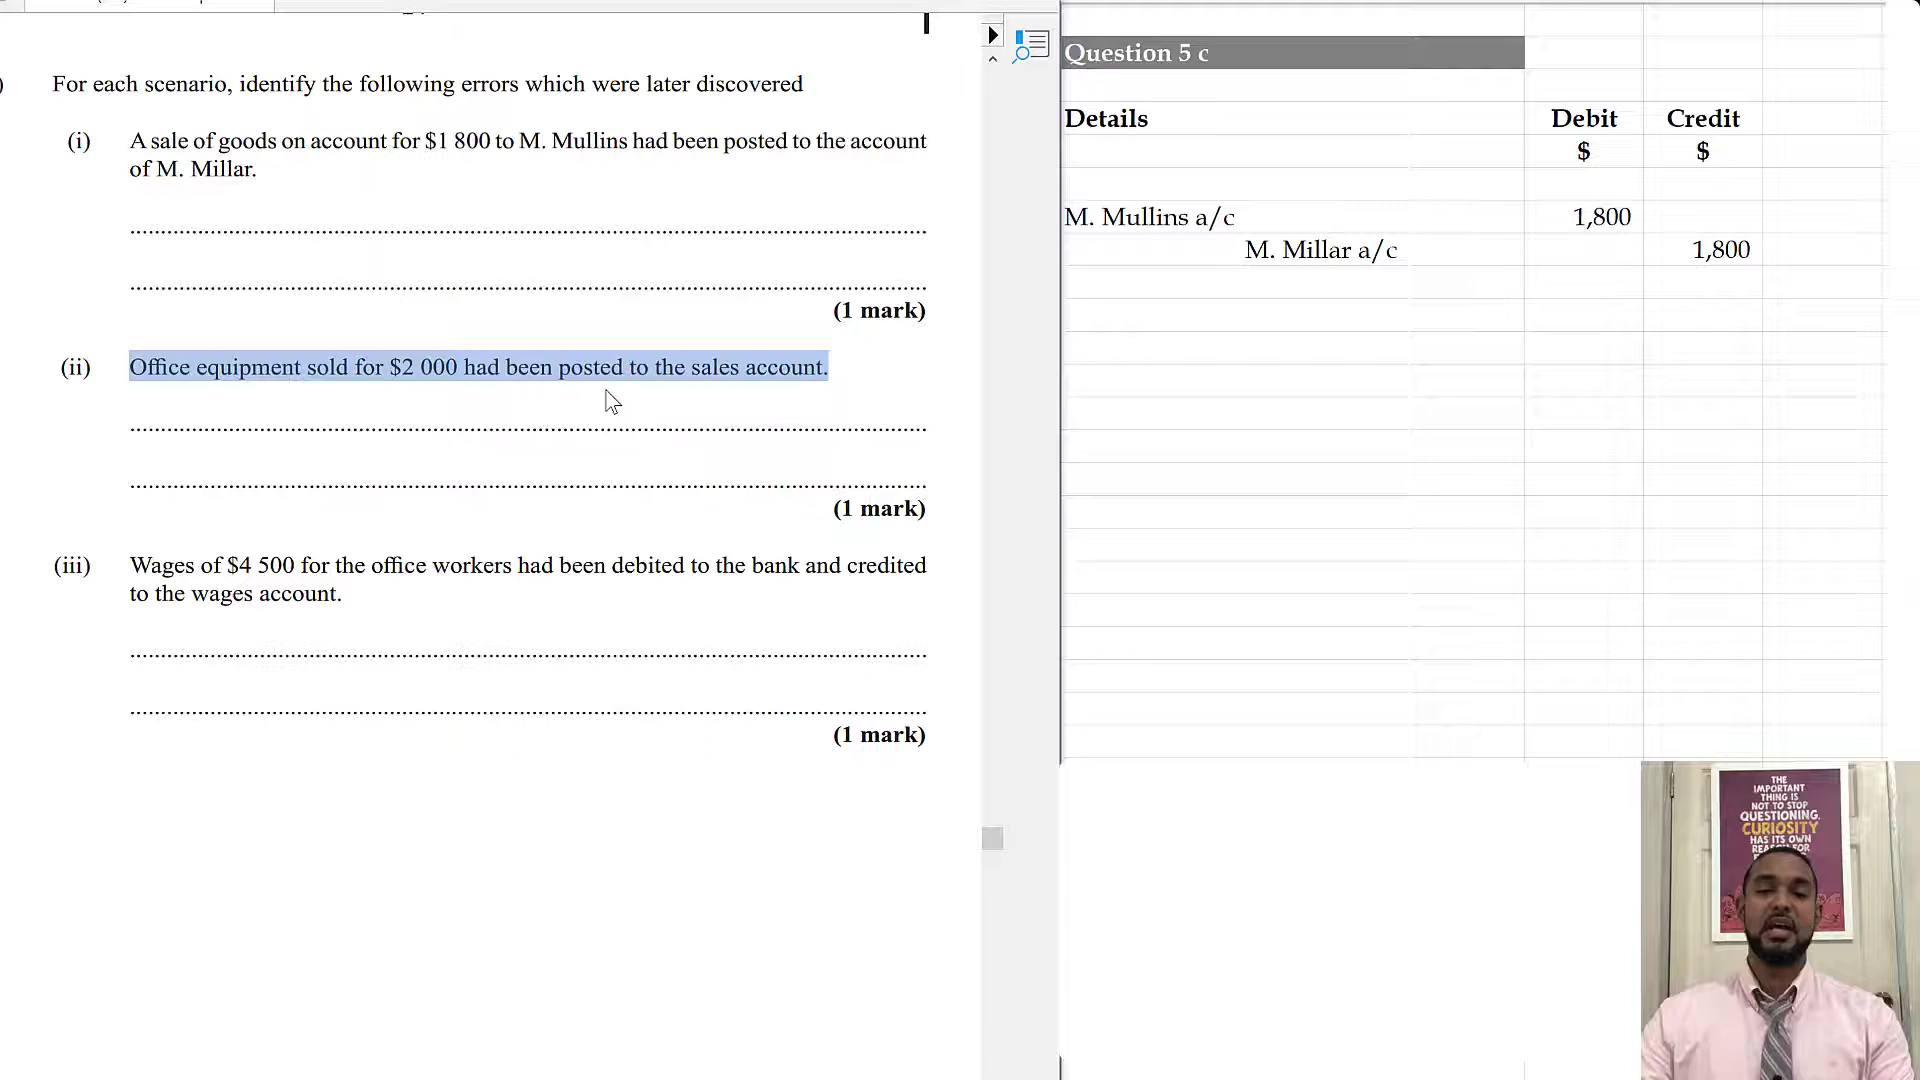 For each scenario, identify the following errors which were later discovered
(i) A sale of goods on account for $1 800 to M. Mullins had been posted to the account
of M. Millar.
(1 mark)
(ii) Office equipment sold for $2 000 had been posted to the sales account.
(1 mark)
(iii) Wages of $4 500 for the office workers had been debited to the bank and credited
to the wages account.
(1 mark)
Question 5 c
Details Debit Credit
$ $
M. Mullins a/c 1,800
M. Millar a/c 1,800
THE
IMPORTANT
THING IS
NOT TO STOP
QUESTIONING.
CURIOSITY
HAS ITS OWN